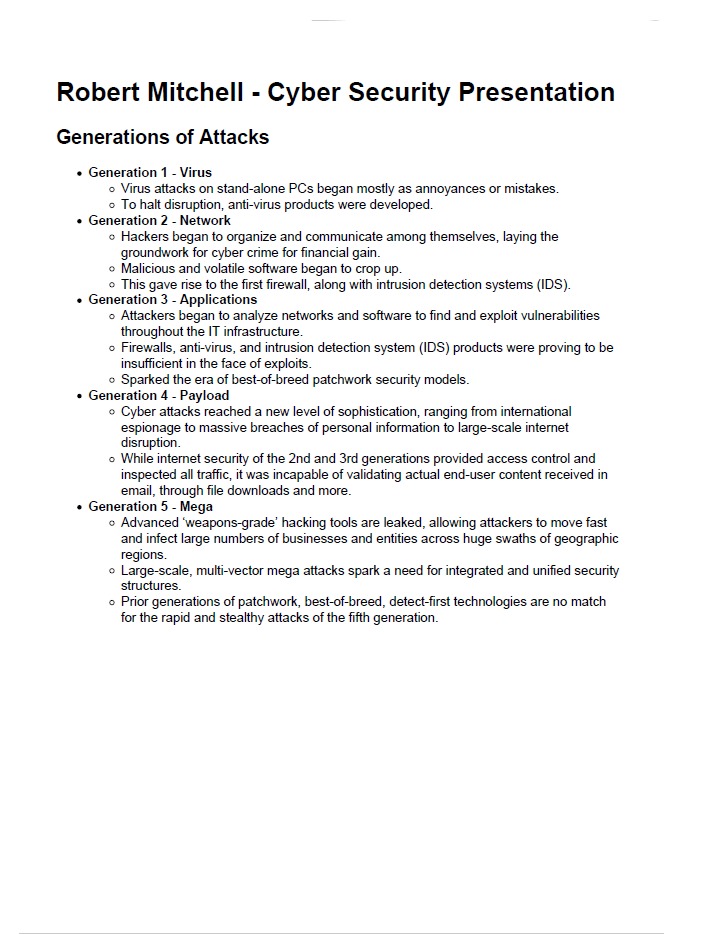 Robert Mitchell - Cyber Security Presentation
Generations of Attacks
• Generation 1 - Virus
◦ Virus attacks on stand-alone PCs began mostly as annoyances or mistakes.
◦ To halt disruption, anti-virus products were developed.
• Generation 2 - Network
◦ Hackers began to organize and communicate among themselves, laying the
groundwork for cyber crime for financial gain.
◦ Malicious and volatile software began to crop up.
◦ This gave rise to the first firewall, along with intrusion detection systems (IDS).
• Generation 3 - Applications
◦ Attackers began to analyze networks and software to find and exploit vulnerabilities
throughout the IT infrastructure.
◦ Firewalls, anti-virus, and intrusion detection system (IDS) products were proving to be
insufficient in the face of exploits.
◦ Sparked the era of best-of-breed patchwork security models.
• Generation 4 - Payload
◦ Cyber attacks reached a new level of sophistication, ranging from international
espionage to massive breaches of personal information to large-scale internet
disruption.
◦ While internet security of the 2nd and 3rd generations provided access control and
inspected all traffic, it was incapable of validating actual end-user content received in
email, through file downloads and more.
• Generation 5 - Mega
◦ Advanced ‘weapons-grade’ hacking tools are leaked, allowing attackers to move fast
and infect large numbers of businesses and entities across huge swaths of geographic
regions.
◦ Large-scale, multi-vector mega attacks spark a need for integrated and unified security
structures.
◦ Prior generations of patchwork, best-of-breed, detect-first technologies are no match
for the rapid and stealthy attacks of the fifth generation.